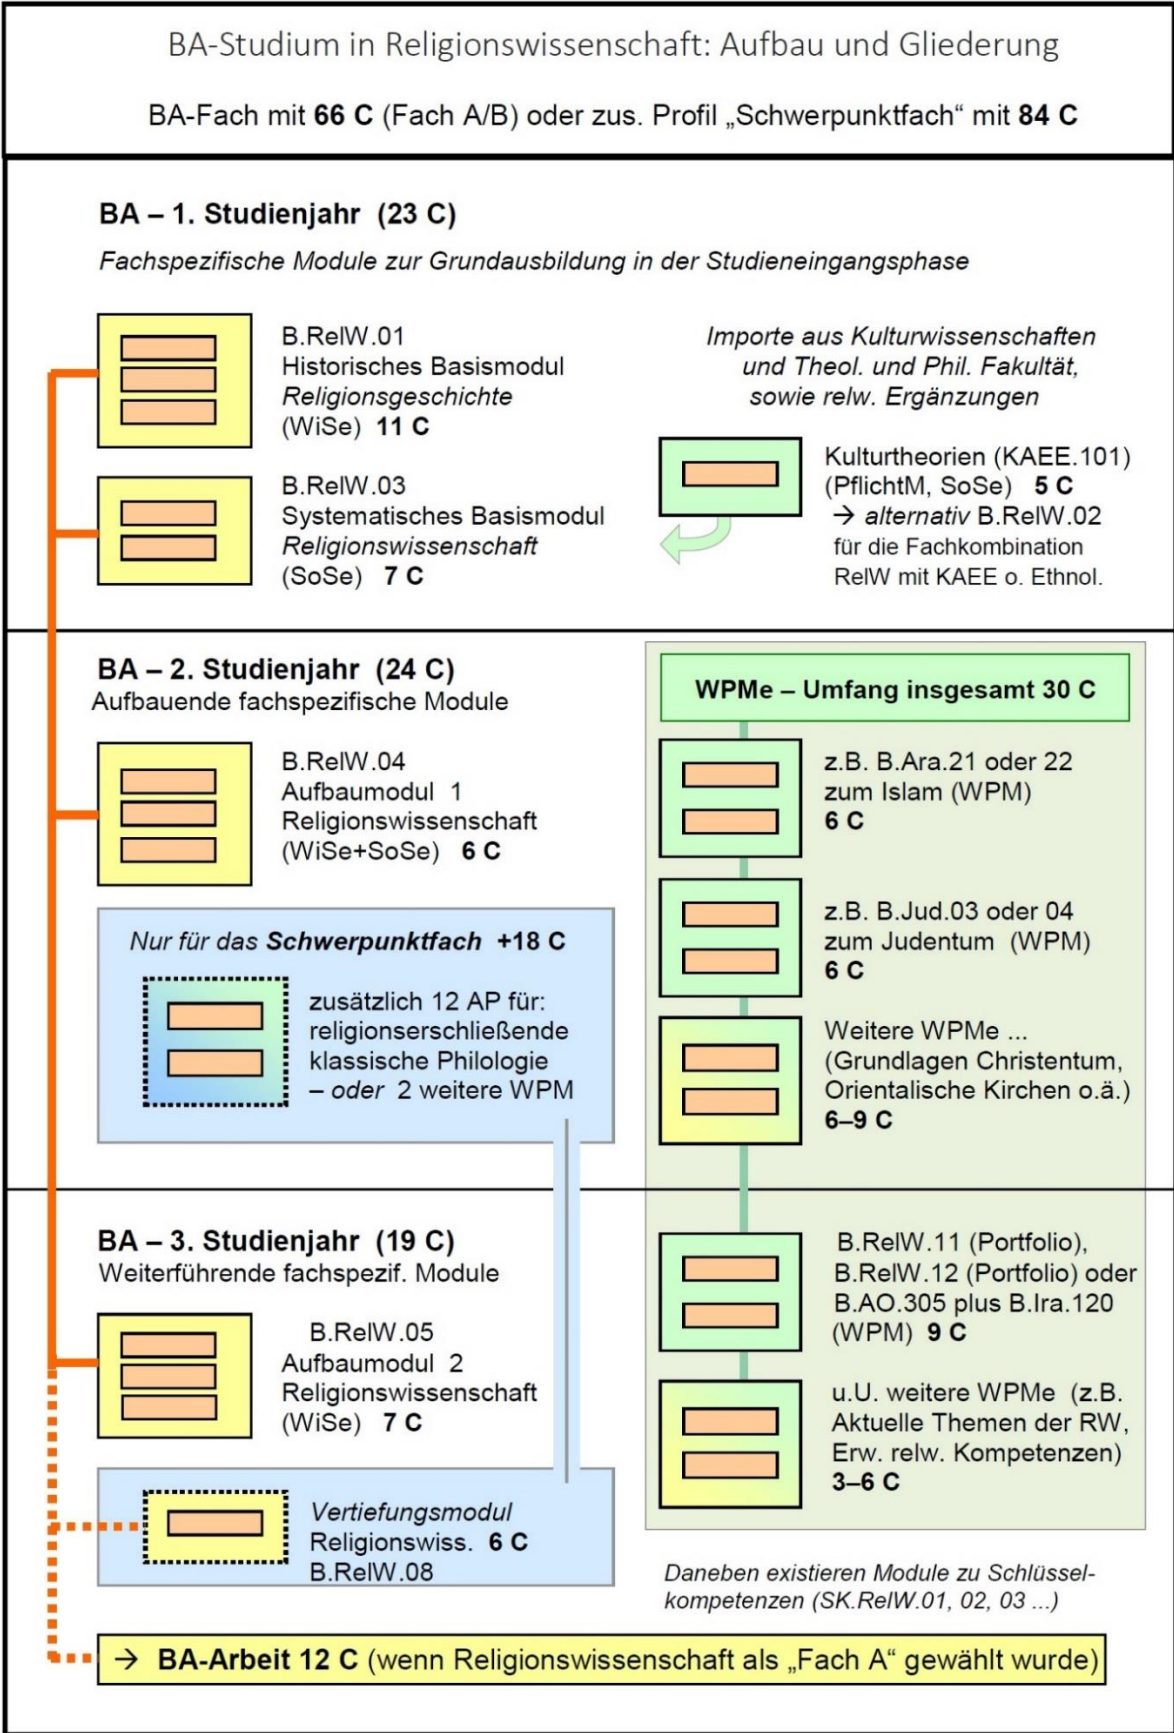 BA-Studium in Religionswissenschaft: Aufbau und Gliederung
BA-Fach mit 66 C (Fach A/B) oder zus. Profil „Schwerpunktfach“ mit 84 C
BA – 1. Studienjahr (23 C)
Fachspezifische Module zur Grundausbildung in der Studieneingangsphase
B.RelW.01
Historisches Basismodul
Religionsgeschichte
(WiSe) 11 C
B.RelW.03
Systematisches Basismodul
Religionswissenschaft
(SoSe) 7 C
Importe aus Kulturwissenschaften
und Theol. und Phil. Fakultät,
sowie relw. Ergänzungen
Kulturtheorien (KAEE.101)
(PflichtM, SoSe) 5 C
→ alternativ B.RelW.02
für die Fachkombination
RelW mit KAEE o. Ethnol.
BA – 2. Studienjahr (24 C)
Aufbauende fachspezifische Module
B.RelW.04
Aufbaumodul 1
Religionswissenschaft
(WiSe+SoSe) 6 C
Nur für das Schwerpunktfach +18 C
zusätzlich 12 AP für:
religionserschließende
klassische Philologie
– oder 2 weitere WPM
WPMe – Umfang insgesamt 30 C
z.B. B.Ara.21 oder 22
zum Islam (WPM)
6 C
z.B. B.Jud.03 oder 04
zum Judentum (WPM)
6 C
Weitere WPMe ...
(Grundlagen Christentum,
Orientalische Kirchen o.ä.)
6–9 C
BA – 3. Studienjahr (19 C)
Weiterführende fachspezif. Module
B.RelW.05
Aufbaumodul 2
Religionswissenschaft
(WiSe) 7 C
Vertiefungsmodul
Religionswiss. 6 C
B.RelW.08
B.RelW.11 (Portfolio),
B.RelW.12 (Portfolio) oder
B.AO.305 plus B.Ira.120
(WPM) 9 C
u.U. weitere WPMe (z.B.
Aktuelle Themen der RW,
Erw. relw. Kompetenzen)
3–6 C
Daneben existieren Module zu Schlüssel-
kompetenzen (SK.RelW.01, 02, 03 ...)
→ BA-Arbeit 12 C (wenn Religionswissenschaft als „Fach A“ gewählt wurde)